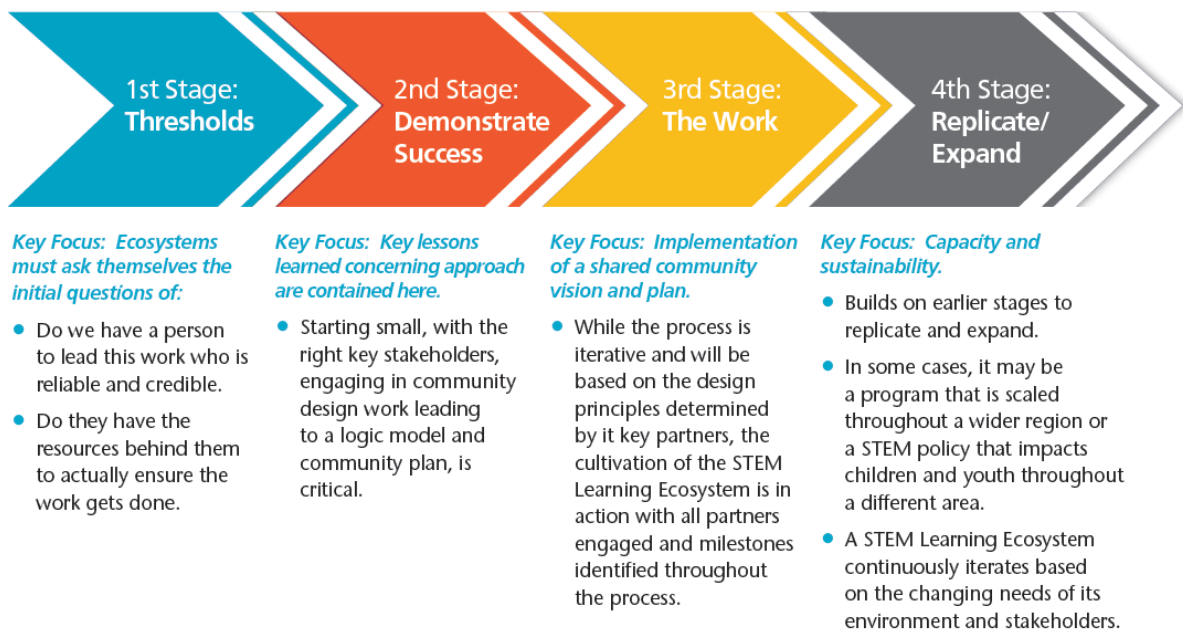 1st Stage:
Thresholds
2nd Stage:
Demonstrate
Success
3rd Stage:
The Work
4th Stage:
Replicate/
Expand
Key Focus:  Ecosystems
must ask themselves the
initial questions of:
• Do we have a person
to lead this work who is
reliable and credible.
• Do they have the
resources behind them
to actually ensure the
work gets done.
Key Focus:  Key lessons
learned concerning approach
are contained here.
• Starting small, with the
right key stakeholders,
engaging in community
design work leading
to a logic model and
community plan, is
critical.
Key Focus:  Implementation
of a shared community
vision and plan.
• While the process is
iterative and will be
based on the design
principles determined
by it key partners, the
cultivation of the STEM
Learning Ecosystem is in
action with all partners
engaged and milestones
identified throughout
the process.
Key Focus:  Capacity and
sustainability.
• Builds on earlier stages to
replicate and expand.
• In some cases, it may be
a program that is scaled
throughout a wider region or
a STEM policy that impacts
children and youth throughout
a different area.
• A STEM Learning Ecosystem
continuously iterates based
on the changing needs of its
environment and stakeholders.